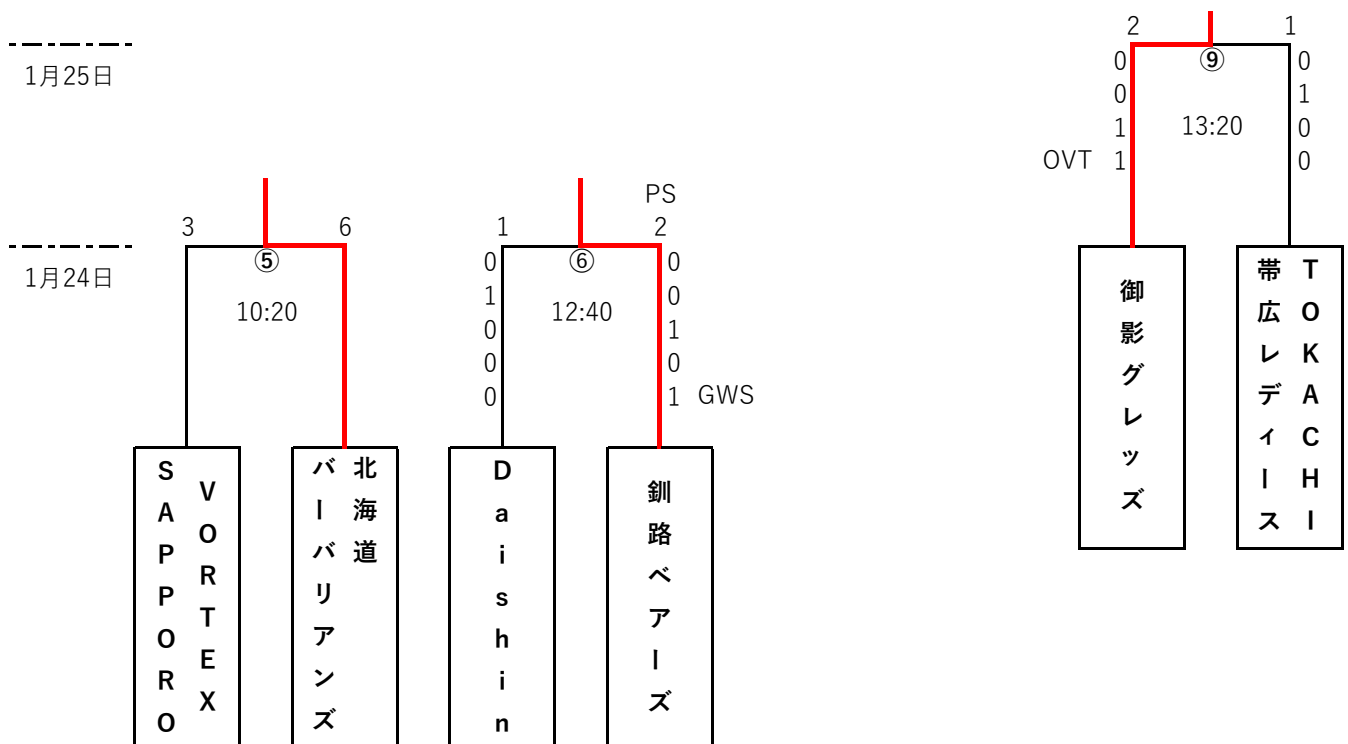 1月25日
2 1
0 0
⑨
0 1
13:20
1 0
OVT 1 0
PS
3 6
1 2
1月24日
⑤
⑥
0 0
1 0
10:20
12:40
0 1
0 0
0 1 GWS
御影グレッズ
TOKACHI
帯広レディース
SAPPORO
VORTEX
北海道
バーバリアンズ
Daishin
釧路ベアーズ